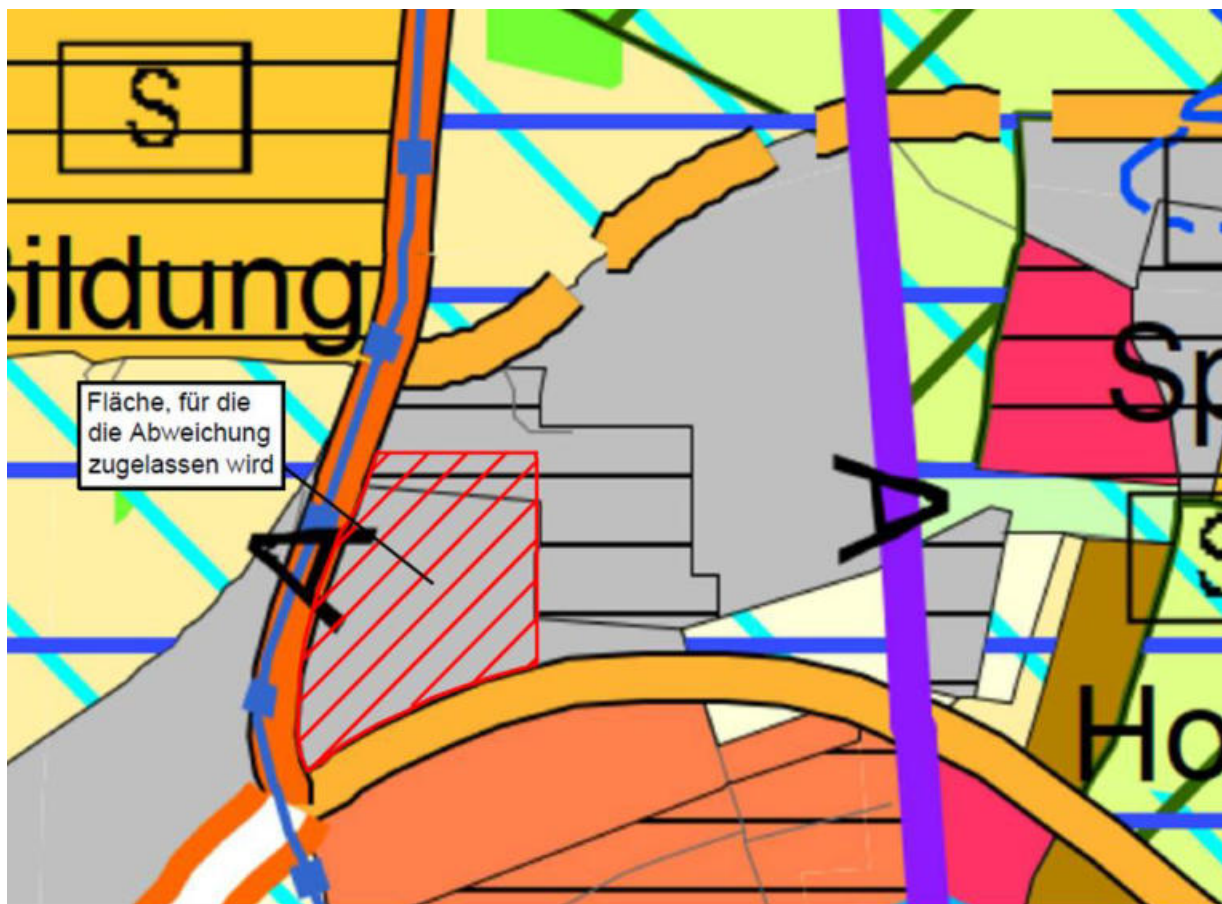 S
Bildung
Fläche, für die
die Abweichung
zugelassen wird
A
A
Sp
S
Ho